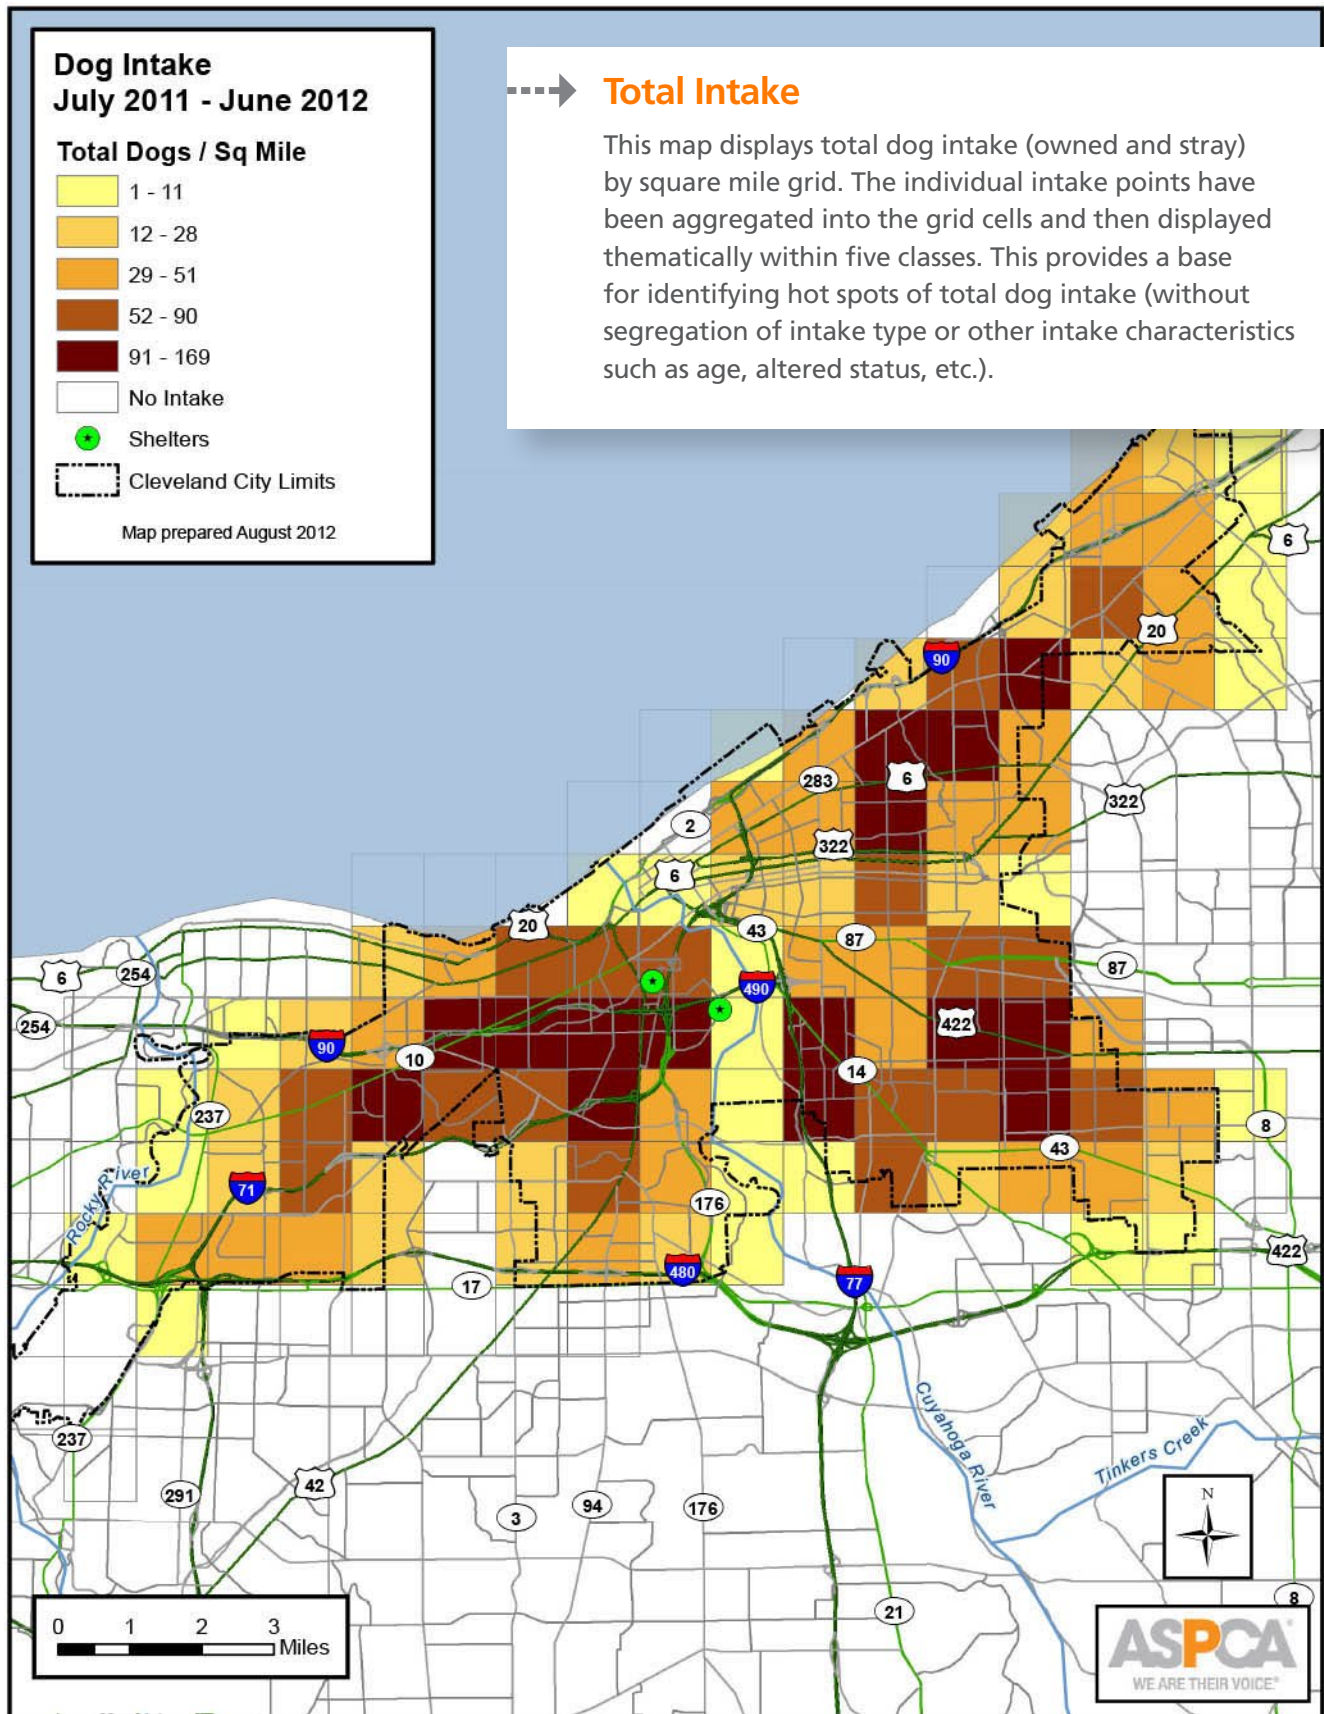 Dog Intake
July 2011 - June 2012
Total Dogs / Sq Mile
1 - 11
12 - 28
29 - 51
52 - 90
91 - 169
No Intake
Shelters
Cleveland City Limits
Map prepared August 2012
Total Intake
This map displays total dog intake (owned and stray)
by square mile grid. The individual intake points have
been aggregated into the grid cells and then displayed
thematically within five classes. This provides a base
for identifying hot spots of total dog intake (without
segregation of intake type or other intake characteristics
such as age, altered status, etc.).
6
20
90
283
6
322
2
322
6
20
43
87
6
254
87
490
254
422
90
10
14
237
8
43
Rocky River
71
176
422
480
17
77
Cuyahoga River
237
Tinkers Creek
42
291
94
176
3
N
8
21
0 1 2 3
Miles
ASPCA
WE ARE THEIR VOICE®